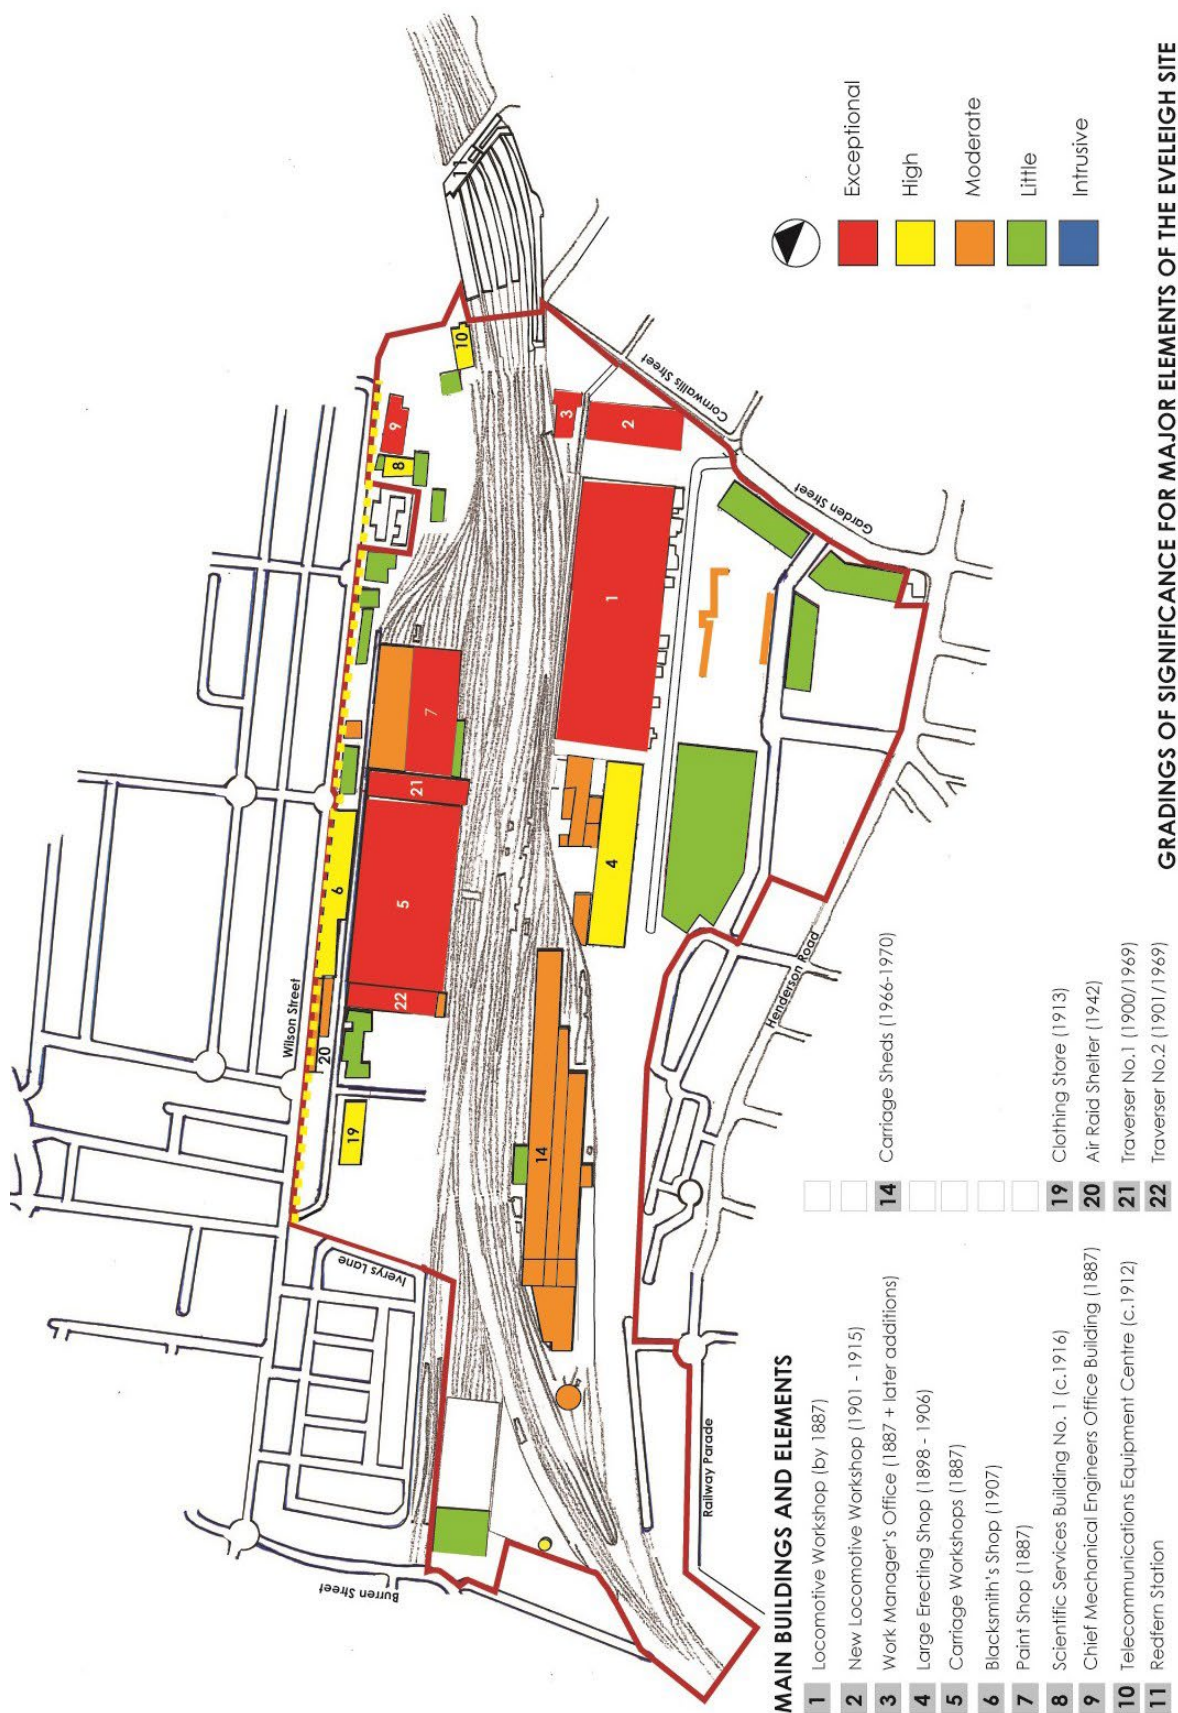 Burren Street
Iverys Lane
Wilson Street
Railway Parade
Henderson Road
Garden Street
Cornwallis Street
19
20
22
6
5
21
7
8
9
10
14
4
1
3
2
Exceptional
High
Moderate
Little
Intrusive
MAIN BUILDINGS AND ELEMENTS
1 Locomotive Workshop (by 1887)
2 New Locomotive Workshop (1901 - 1915)
3 Work Manager's Office (1887 + later additions)
4 Large Erecting Shop (1898 - 1906)
5 Carriage Workshops (1887)
6 Blacksmith's Shop (1907)
7 Paint Shop (1887)
8 Scientific Services Building No. 1 (c.1916)
9 Chief Mechanical Engineers Office Building (1887)
10 Telecommunications Equipment Centre (c.1912)
11 Redfern Station
14 Carriage Sheds (1966-1970)
19 Clothing Store (1913)
20 Air Raid Shelter (1942)
21 Traverser No.1 (1900/1969)
22 Traverser No.2 (1901/1969)
GRADINGS OF SIGNIFICANCE FOR MAJOR ELEMENTS OF THE EVELEIGH SITE